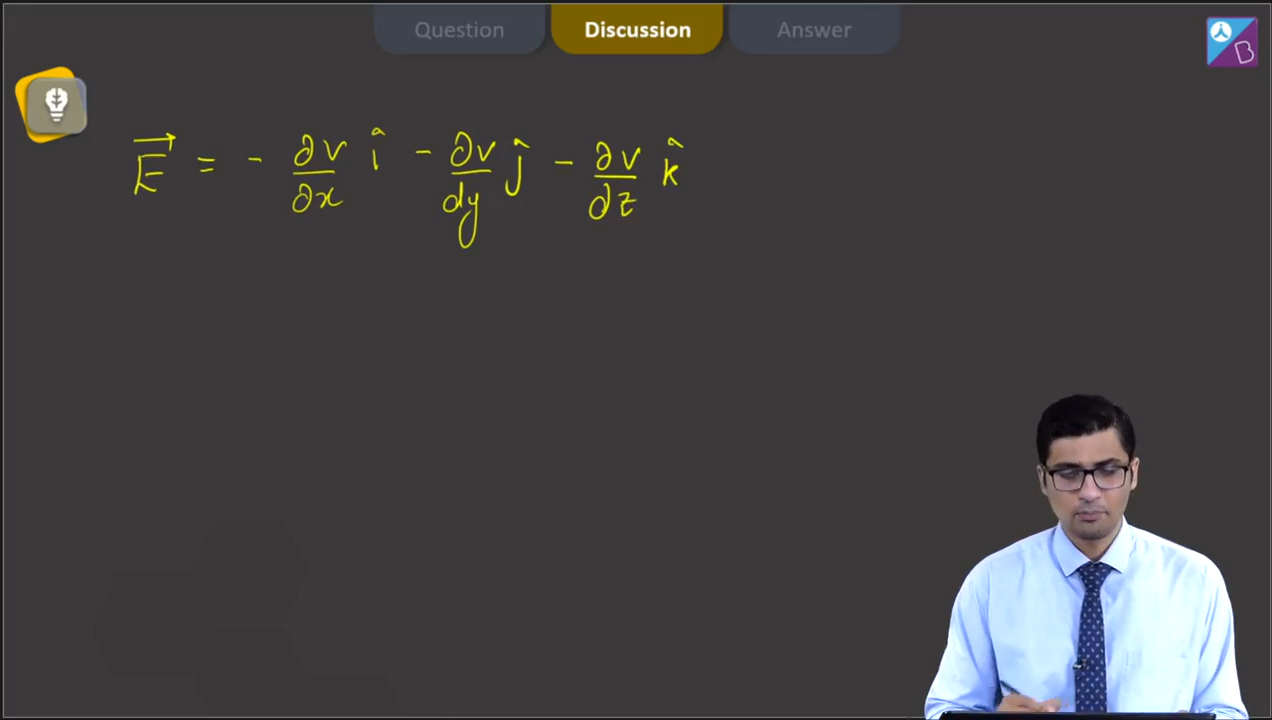 Question Discussion Answer
B
E⃗ = - ∂v/∂x î - ∂v/dy ĵ - ∂v/∂z k̂